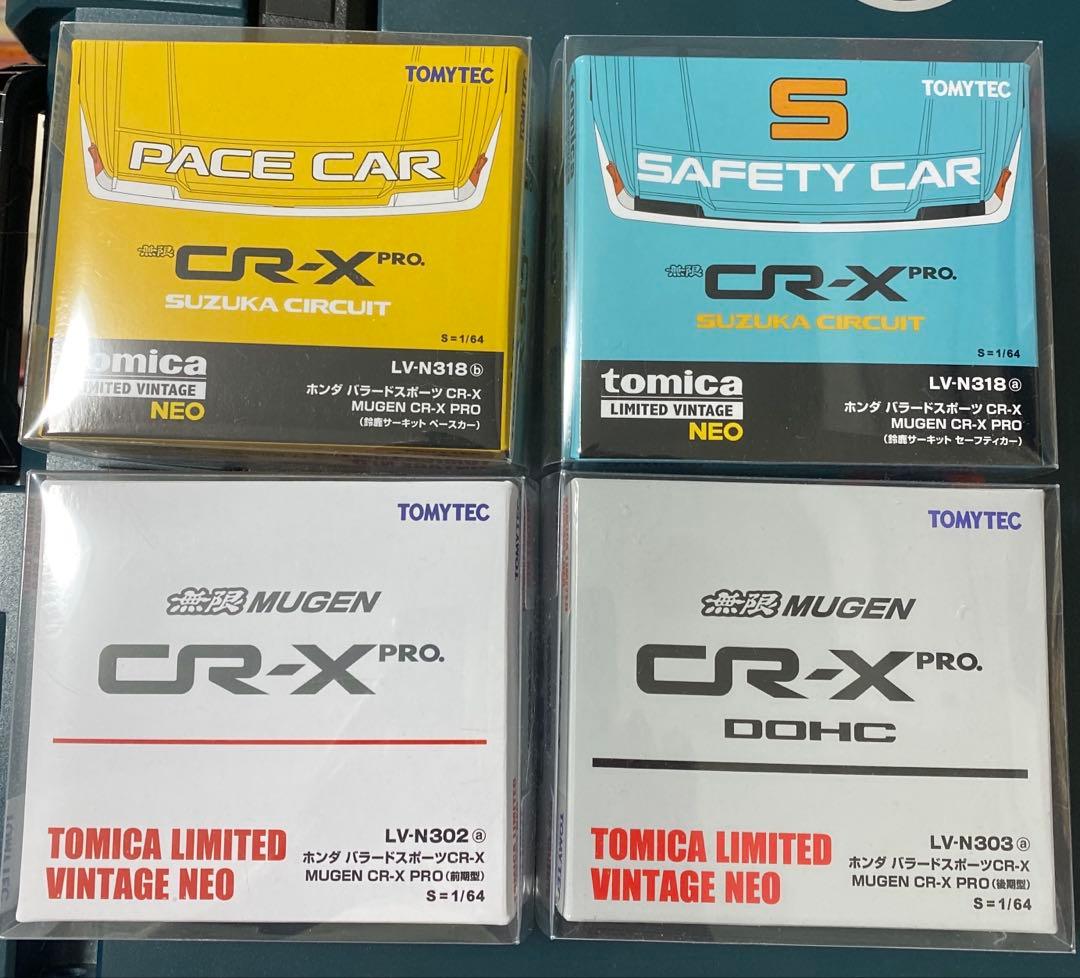 TOMYTEC
PACE CAR
無限 CR-X PRO.
SUZUKA CIRCUIT
S=1/64
tomica
LIMITED VINTAGE
NEO
LV-N318 ⓑ
ホンダ バラードスポーツ CR-X
MUGEN CR-X PRO
(鈴鹿サーキット ペースカー)
TOMYTEC
S
SAFETY CAR
無限 CR-X PRO.
SUZUKA CIRCUIT
S=1/64
tomica
LIMITED VINTAGE
NEO
LV-N318 ⓐ
ホンダ バラードスポーツ CR-X
MUGEN CR-X PRO
(鈴鹿サーキット セーフティカー)
TOMYTEC
無限 MUGEN
CR-X PRO.
TOMICA LIMITED
VINTAGE NEO
LV-N302 ⓐ
ホンダ バラードスポーツCR-X
MUGEN CR-X PRO(前期型)
S=1/64
TOMYTEC
無限 MUGEN
CR-X PRO.
DOHC
TOMICA LIMITED
VINTAGE NEO
LV-N303 ⓐ
ホンダ バラードスポーツCR-X
MUGEN CR-X PRO(後期型)
S=1/64